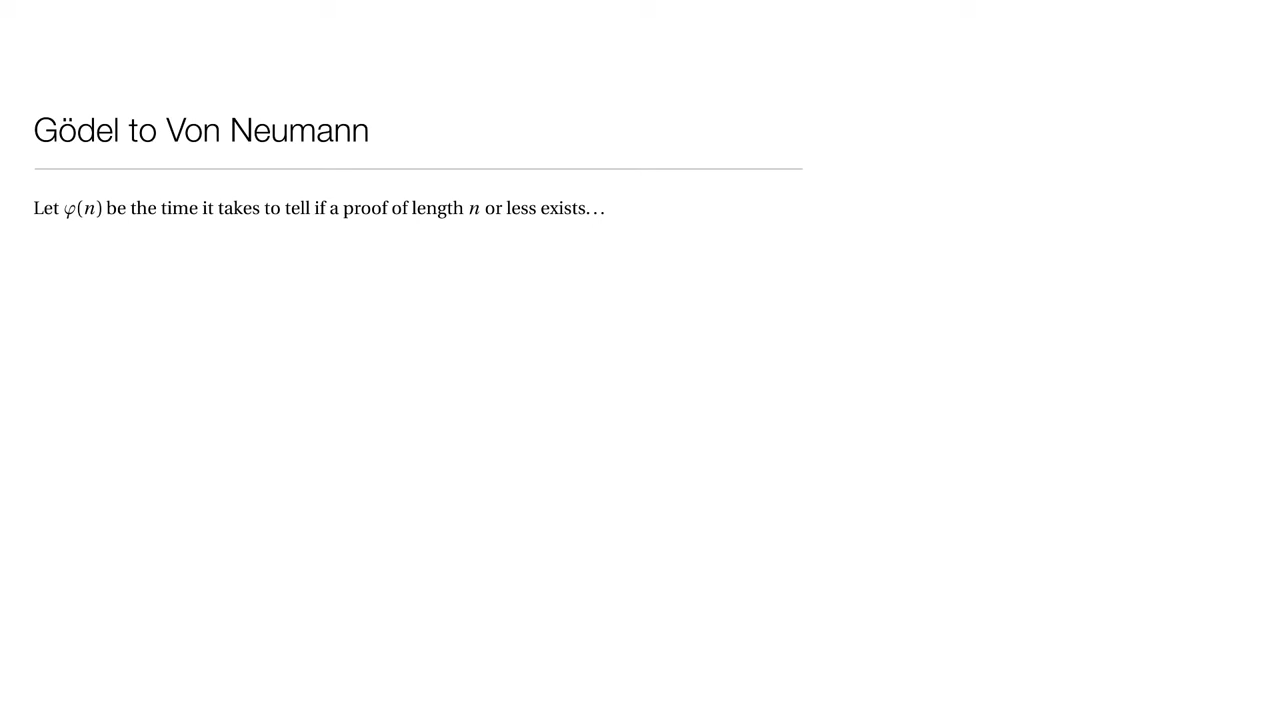 Gödel to Von Neumann
Let φ(n) be the time it takes to tell if a proof of length n or less exists...